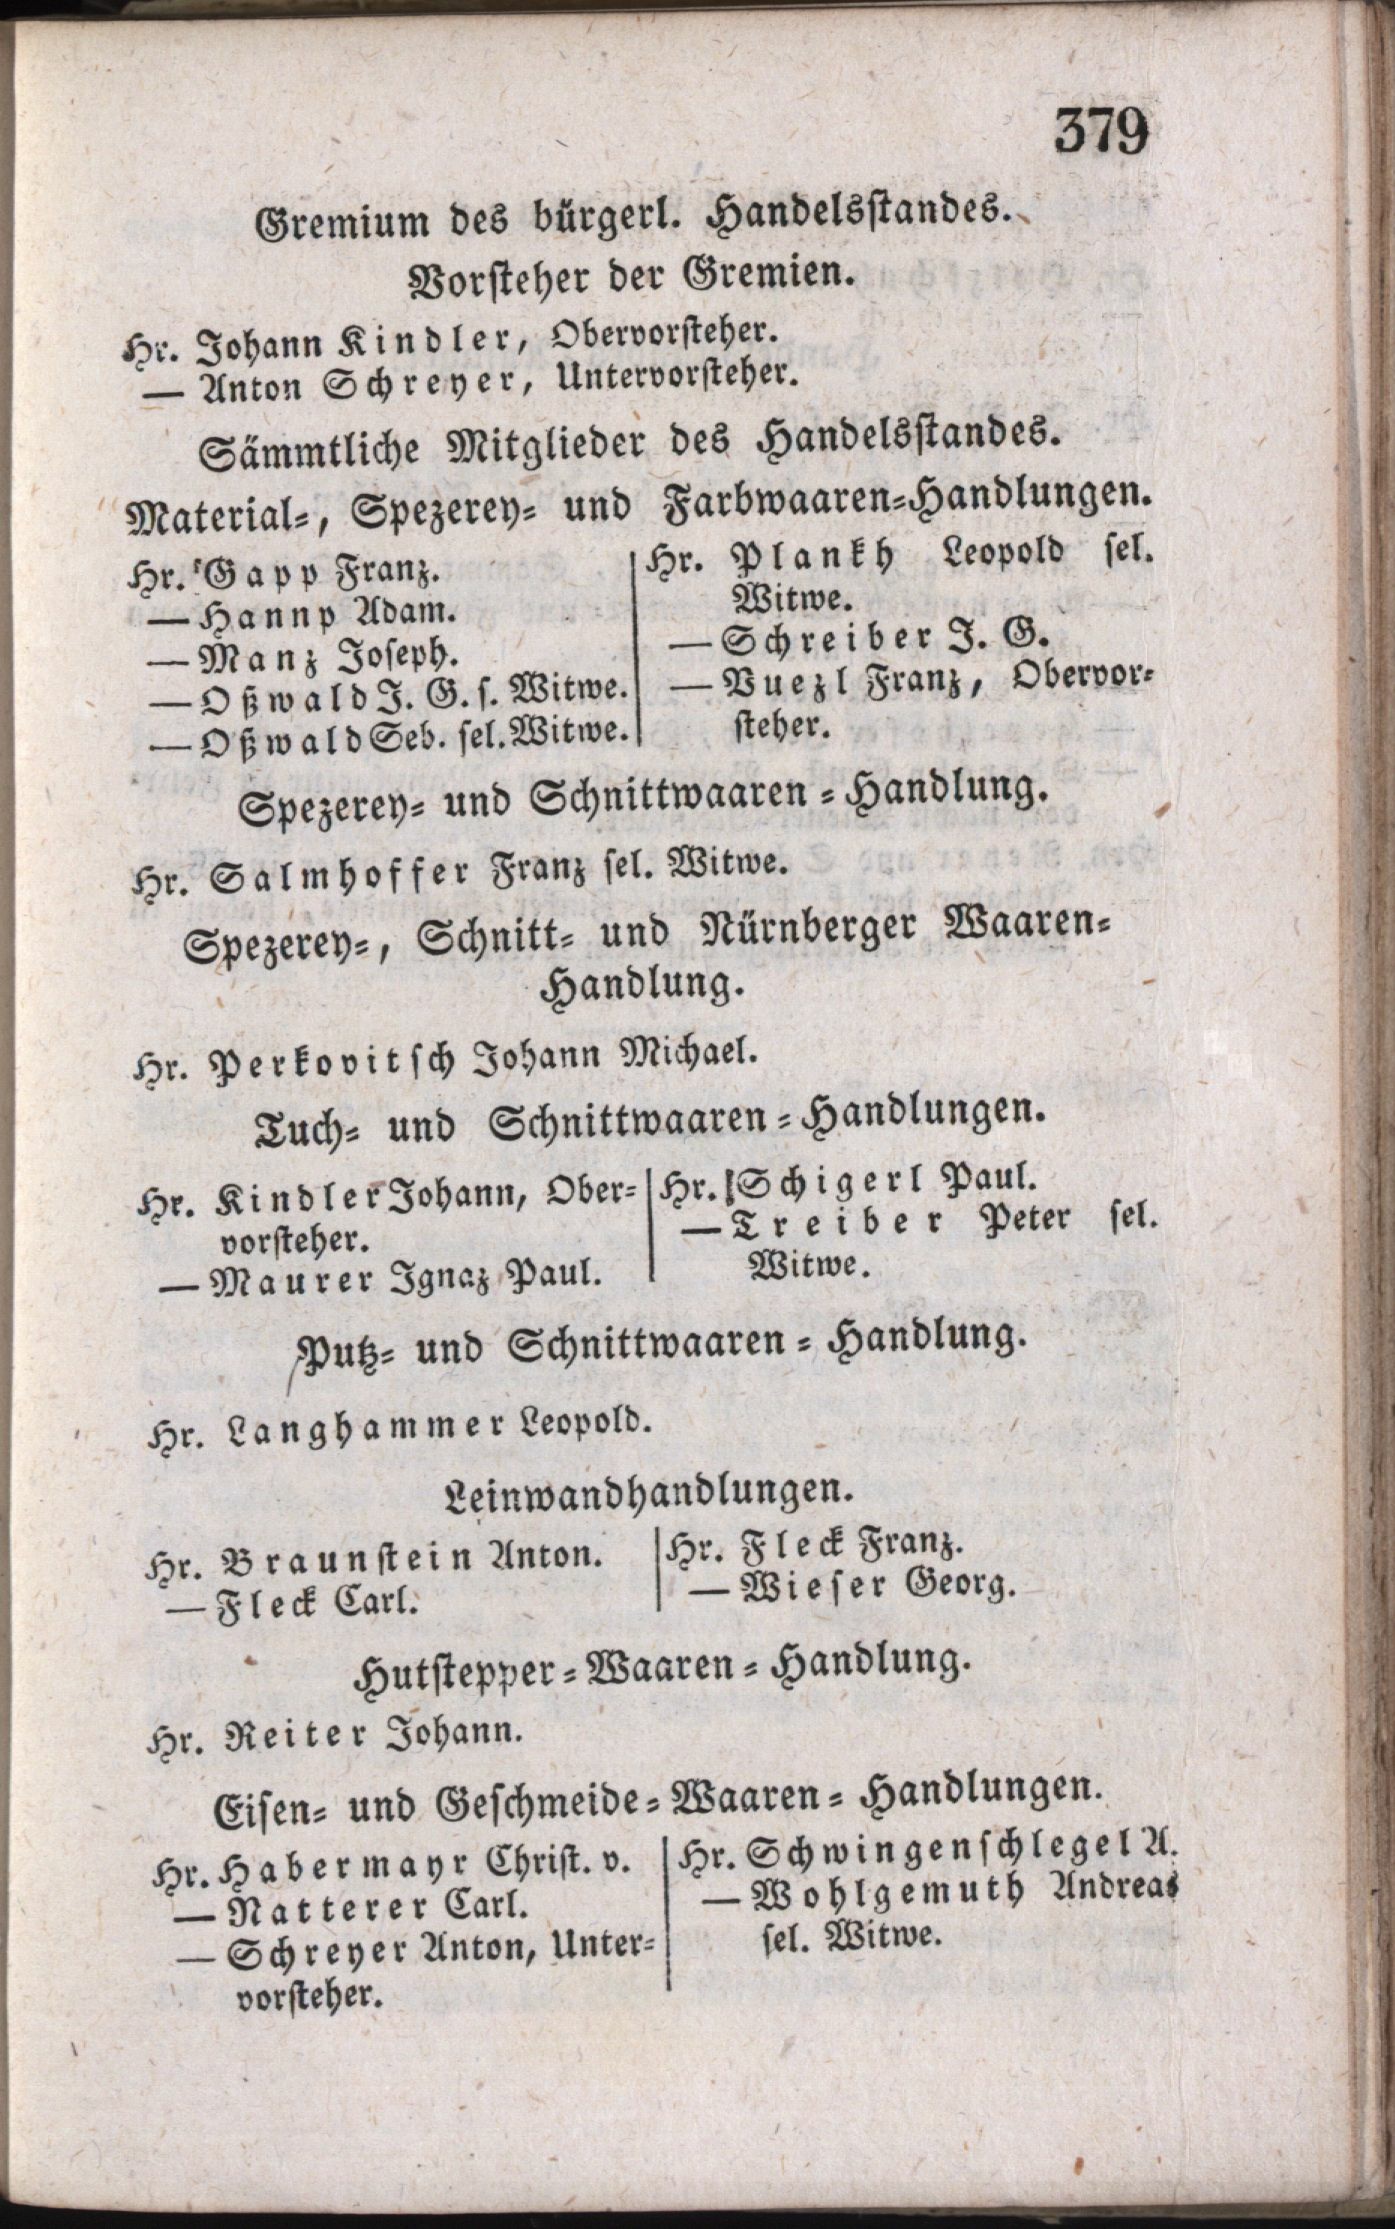 379
Gremium des bürgerl. Handelsstandes.
Vorsteher der Gremien.
Hr. Johann Kindler, Obervorsteher.
— Anton Schreyer, Untervorsteher.
Sämmtliche Mitglieder des Handelsstandes.
Material-, Spezerey- und Farbwaaren-Handlungen.
Hr. Gapp Franz.
— Hannp Adam.
— Manz Joseph.
— Oßwald J. G. s. Witwe.
— Oßwald Seb. sel. Witwe.
Hr. Plankh Leopold sel.
Witwe.
— Schreiber J. G.
— Vuezl Franz, Obervor-
steher.
Spezerey- und Schnittwaaren-Handlung.
Hr. Salmhoffer Franz sel. Witwe.
Spezerey-, Schnitt- und Nürnberger Waaren-
Handlung.
Hr. Perkovitsch Johann Michael.
Tuch- und Schnittwaaren-Handlungen.
Hr. Kindler Johann, Ober-
vorsteher.
— Maurer Ignaz Paul.
Hr. Schigerl Paul.
— Treiber Peter sel.
Witwe.
Putz- und Schnittwaaren-Handlung.
Hr. Langhammer Leopold.
Leinwandhandlungen.
Hr. Braunstein Anton.
— Fleck Carl.
Hr. Fleck Franz.
— Wieser Georg.
Hutstepper-Waaren-Handlung.
Hr. Reiter Johann.
Eisen- und Geschmeide-Waaren-Handlungen.
Hr. Habermayr Christ. v.
— Natterer Carl.
— Schreyer Anton, Unter-
vorsteher.
Hr. Schwingenschlegel A.
— Wohlgemuth Andreas
sel. Witwe.